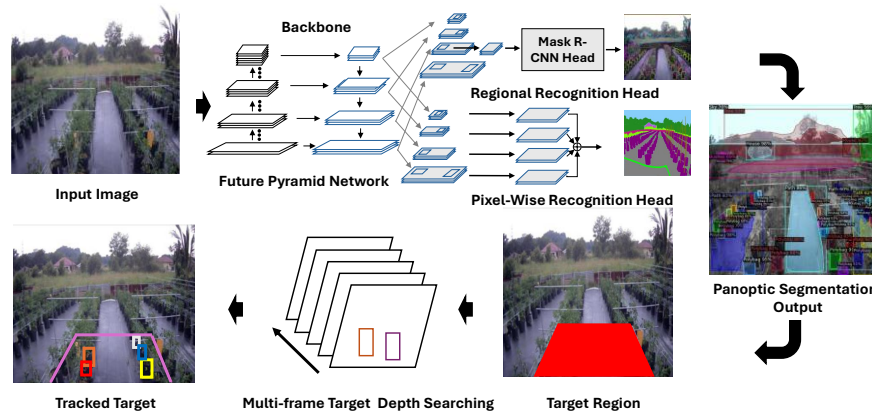 Backbone
Mask R-
CNN Head
Regional Recognition Head
Input Image
Future Pyramid Network
Pixel-Wise Recognition Head
Panoptic Segmentation
Output
Tracked Target
Multi-frame Target Depth Searching
Target Region